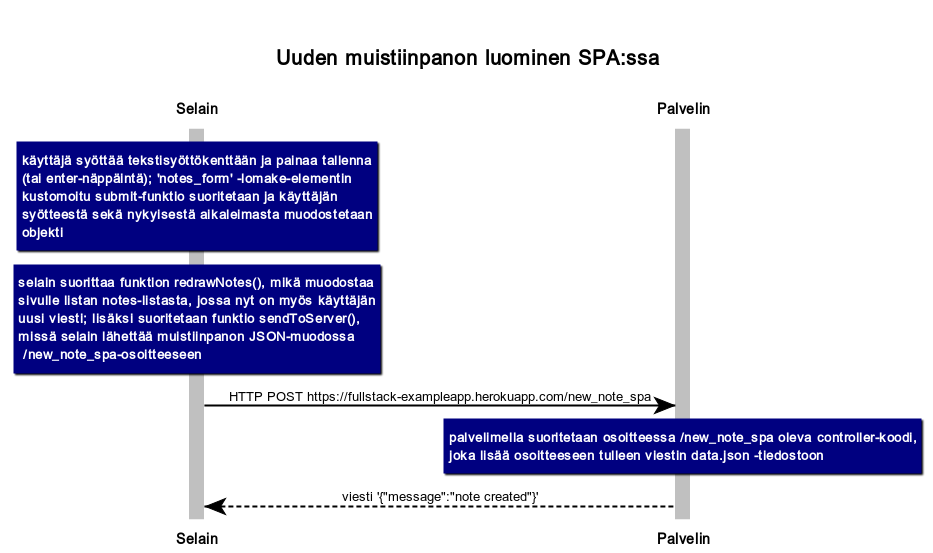 Uuden muistiinpanon luominen SPA:ssa
Selain
Palvelin
käyttäjä syöttää tekstisyöttökenttään ja painaa tallenna
(tai enter-näppäintä); 'notes_form' -lomake-elementin
kustomoitu submit-funktio suoritetaan ja käyttäjän
syötteestä sekä nykyisestä aikaleimasta muodostetaan
objekti
selain suorittaa funktion redrawNotes(), mikä muodostaa
sivulle listan notes-listasta, jossa nyt on myös käyttäjän
uusi viesti; lisäksi suoritetaan funktio sendToServer(),
missä selain lähettää muistiinpanon JSON-muodossa
/new_note_spa-osoitteeseen
HTTP POST https://fullstack-exampleapp.herokuapp.com/new_note_spa
palvelimella suoritetaan osoitteessa /new_note_spa oleva controller-koodi,
joka lisää osoitteeseen tulleen viestin data.json -tiedostoon
viesti '{"message":"note created"}'
Selain
Palvelin